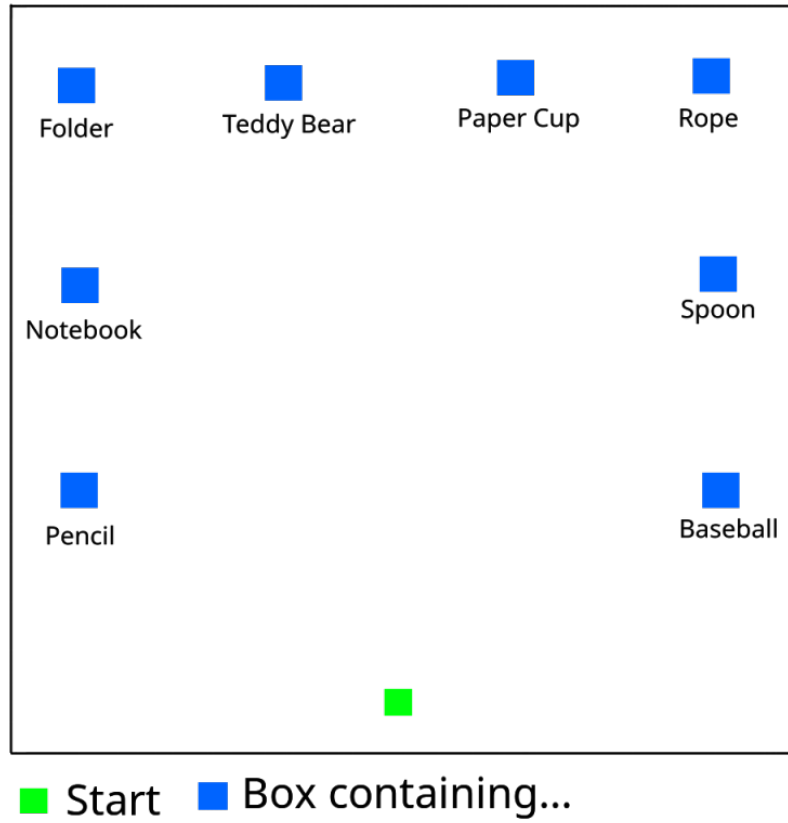 Folder
Teddy Bear
Paper Cup
Rope
Notebook
Spoon
Pencil
Baseball
Start
Box containing...